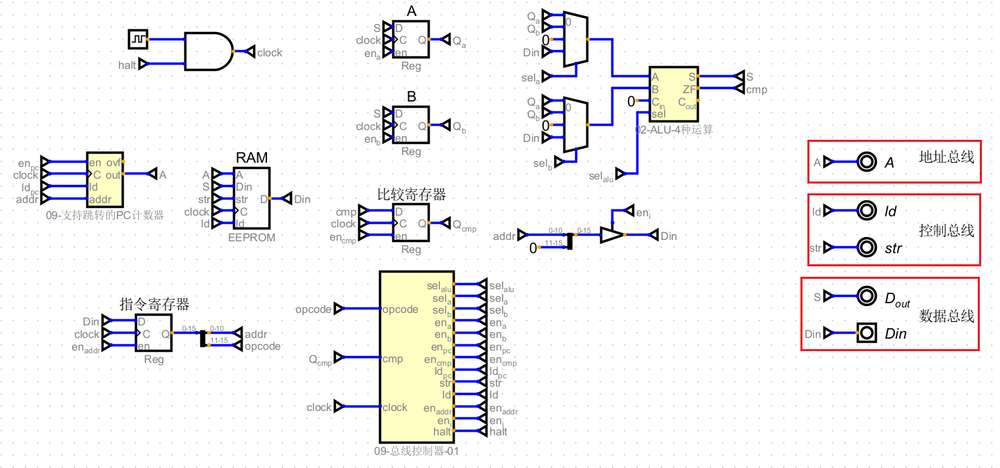 halt
clock
A
S D
clock C Q Q_a
en_a en
Reg
B
S D
clock C Q Q_b
en_b en
Reg
Q_a 0
Q_b
0
Din
sel_a
Q_a 0
Q_b
0
Din
sel_b
sel_alu
A S S
B ZF cmp
0 C_in C_out
sel
02-ALU-4种运算
en_pc en ovf
clock C out A
ld_pc ld
addr addr
09-支持跳转的PC计数器
RAM
A A
S Din
str str D Din
clock C
ld ld
EEPROM
比较寄存器
cmp D
clock C Q Q_cmp
en_cmp en
Reg
en_i
addr 0-10 0-15 Din
0 11-15
A A 地址总线
ld ld
控制总线
str str
S D_out
数据总线
Din Din
指令寄存器
Din D
clock C Q 0-15 0-10 addr
en_addr en 11-15 opcode
Reg
opcode opcode
Q_cmp cmp
clock clock
sel_alu sel_alu
sel_a sel_a
sel_b sel_b
en_a en_a
en_b en_b
en_pc en_pc
en_cmp en_cmp
ld_pc ld_pc
str str
ld ld
en_addr en_addr
en_i en_i
halt halt
09-总线控制器-01